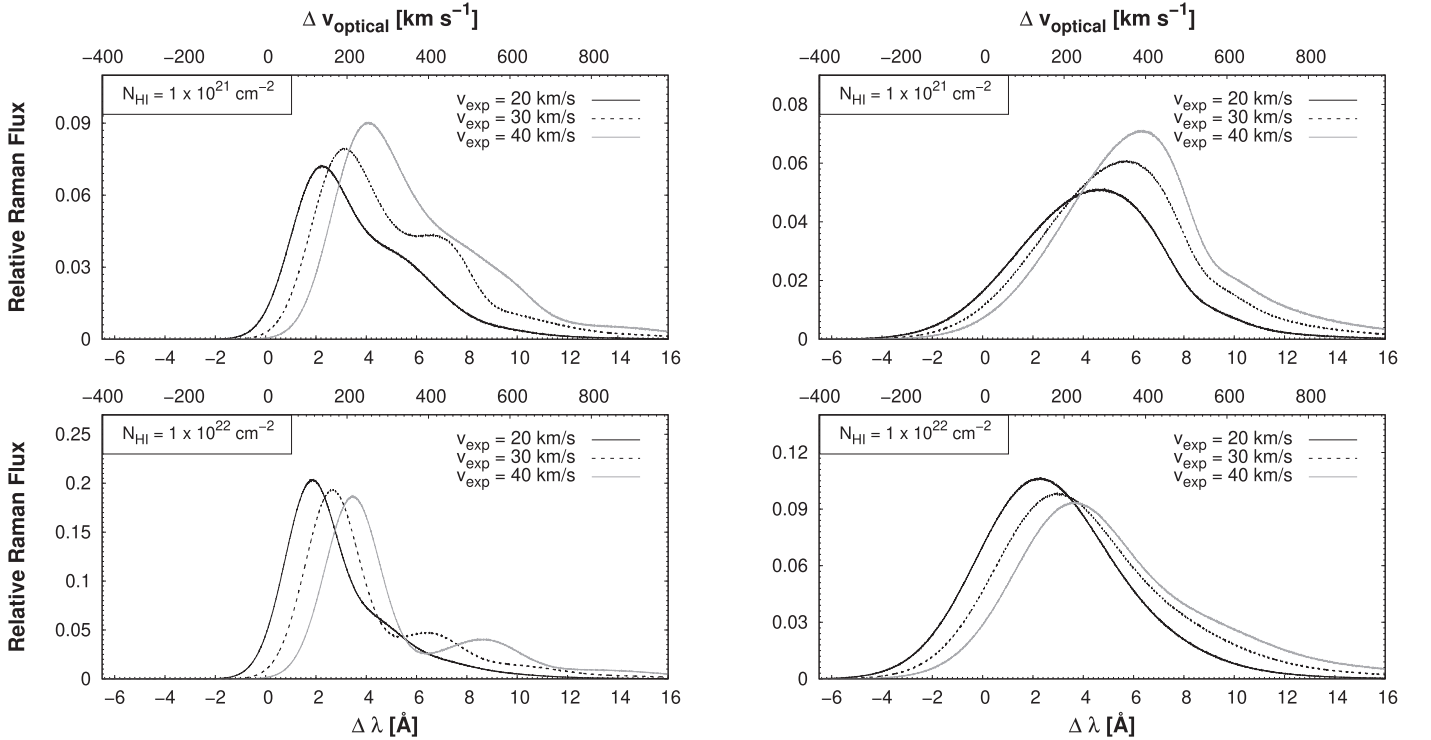 Δ v_optical [km s⁻¹]
Δ v_optical [km s⁻¹]
−400 −200 0 200 400 600 800
−400 −200 0 200 400 600 800
N_HI = 1 x 10²¹ cm⁻²
v_exp = 20 km/s
v_exp = 30 km/s
v_exp = 40 km/s
0.09
0.06
0.03
0
Relative Raman Flux
−6 −4 −2 0 2 4 6 8 10 12 14 16
N_HI = 1 x 10²¹ cm⁻²
v_exp = 20 km/s
v_exp = 30 km/s
v_exp = 40 km/s
0.08
0.06
0.04
0.02
0
−6 −4 −2 0 2 4 6 8 10 12 14 16
−400 −200 0 200 400 600 800
−400 −200 0 200 400 600 800
N_HI = 1 x 10²² cm⁻²
v_exp = 20 km/s
v_exp = 30 km/s
v_exp = 40 km/s
0.25
0.2
0.15
0.1
0.05
0
Relative Raman Flux
−6 −4 −2 0 2 4 6 8 10 12 14 16
Δ λ [Å]
N_HI = 1 x 10²² cm⁻²
v_exp = 20 km/s
v_exp = 30 km/s
v_exp = 40 km/s
0.12
0.09
0.06
0.03
0
−6 −4 −2 0 2 4 6 8 10 12 14 16
Δ λ [Å]